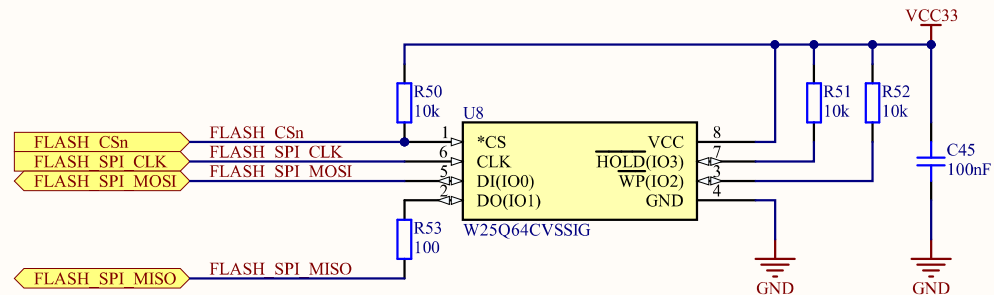 VCC33
R50
10k
R51
10k
R52
10k
U8
FLASH_CSn
FLASH_CSn
1
*CS
VCC
8
FLASH_SPI_CLK
FLASH_SPI_CLK
6
CLK
HOLD(IO3)
7
FLASH_SPI_MOSI
FLASH_SPI_MOSI
5
DI(IO0)
WP(IO2)
3
2
DO(IO1)
GND
4
C45
100nF
R53
100
W25Q64CVSSIG
FLASH_SPI_MISO
FLASH_SPI_MISO
GND
GND